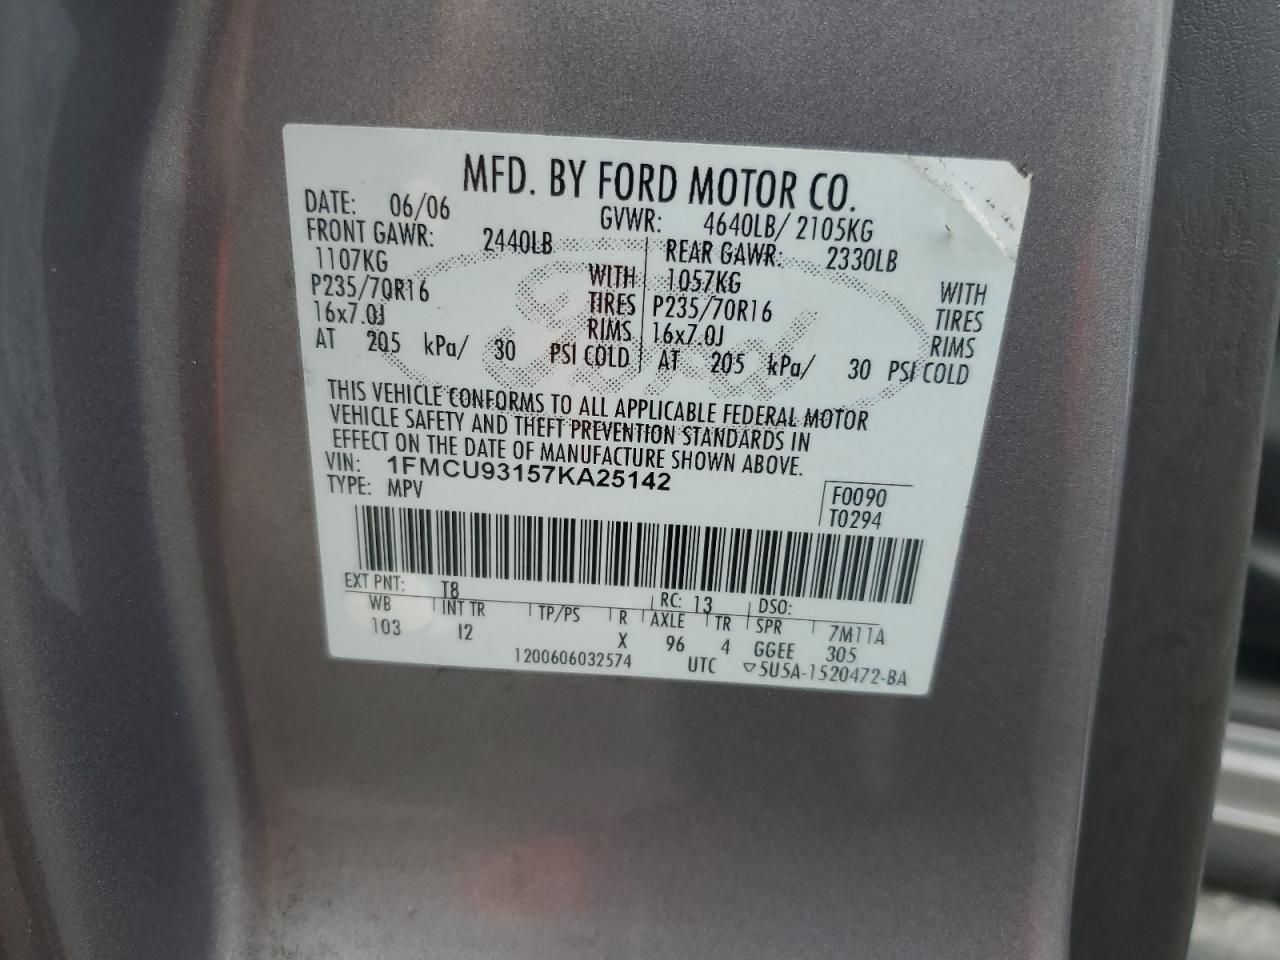 MFD. BY FORD MOTOR CO.
DATE: 06/06 GVWR: 4640LB/ 2105KG
FRONT GAWR: 2440LB REAR GAWR: 2330LB
1107KG WITH 1057KG WITH
P235/70R16 TIRES P235/70R16 TIRES
16x7.0J RIMS 16x7.0J RIMS
AT 205 kPa/ 30 PSI COLD AT 205 kPa/ 30 PSI COLD
Ford
THIS VEHICLE CONFORMS TO ALL APPLICABLE FEDERAL MOTOR
VEHICLE SAFETY AND THEFT PREVENTION STANDARDS IN
EFFECT ON THE DATE OF MANUFACTURE SHOWN ABOVE.
VIN: 1FMCU93157KA25142
TYPE: MPV F0090
T0294
EXT PNT: T8 RC: 13 DSO:
WB INT TR TP/PS R AXLE TR SPR 7M11A
103 I2 X 96 4 GGEE 305
1200606032574 UTC ▽5U5A-1520472-BA